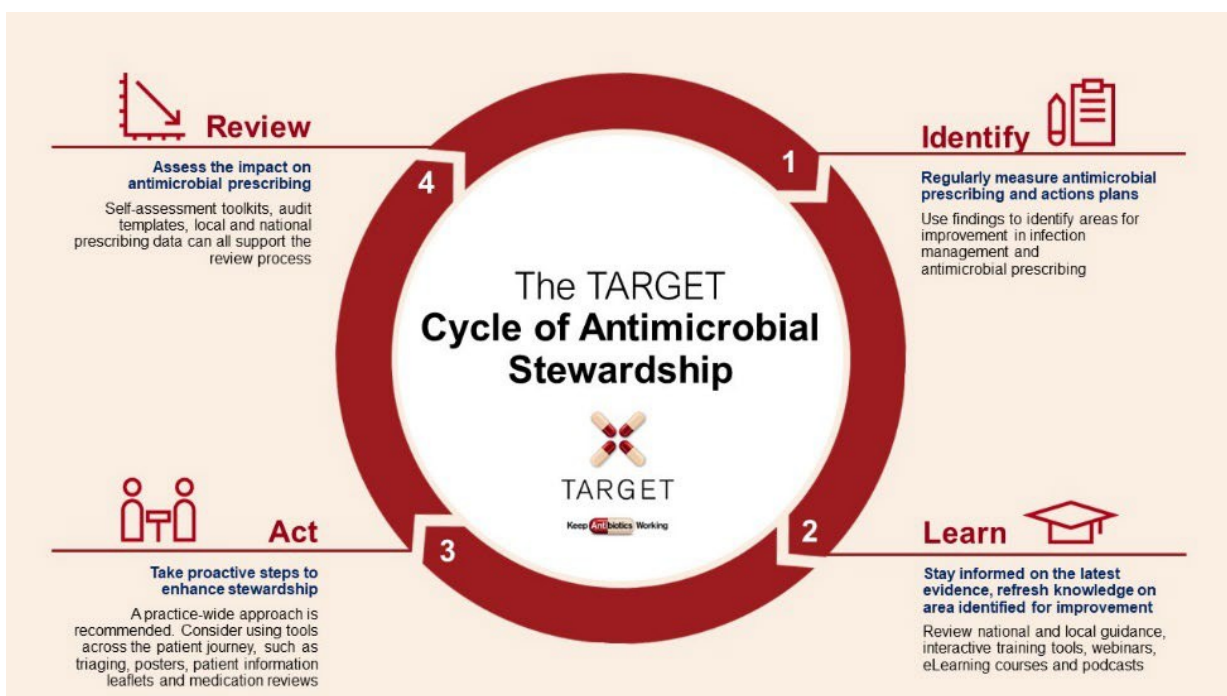 The TARGET
Cycle of Antimicrobial
Stewardship
TARGET
Keep Antibiotics Working
1
Identify
Regularly measure antimicrobial
prescribing and actions plans
Use findings to identify areas for
improvement in infection
management and
antimicrobial prescribing
2
Learn
Stay informed on the latest
evidence, refresh knowledge on
area identified for improvement
Review national and local guidance,
interactive training tools, webinars,
eLearning courses and podcasts
3
Act
Take proactive steps to
enhance stewardship
A practice-wide approach is
recommended. Consider using tools
across the patient journey, such as
triaging, posters, patient information
leaflets and medication reviews
4
Review
Assess the impact on
antimicrobial prescribing
Self-assessment toolkits, audit
templates, local and national
prescribing data can all support the
review process